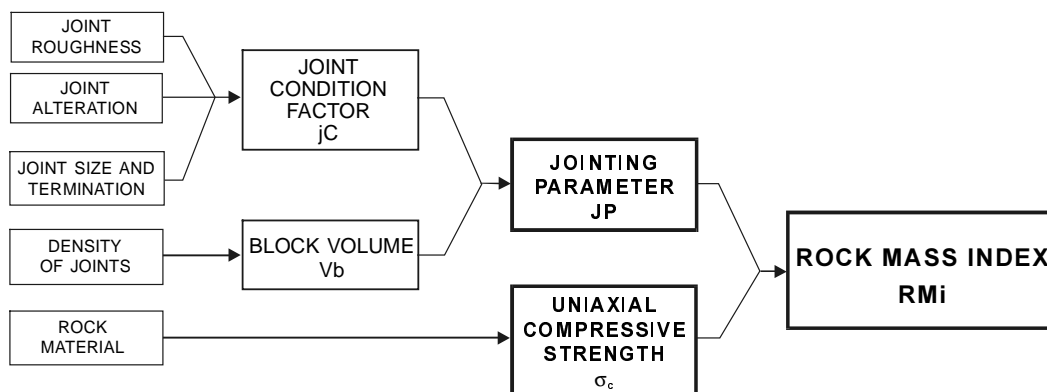 JOINT
ROUGHNESS
JOINT
ALTERATION
JOINT SIZE AND
TERMINATION
DENSITY
OF JOINTS
ROCK
MATERIAL
JOINT
CONDITION
FACTOR
jC
BLOCK VOLUME
Vb
JOINTING
PARAMETER
JP
UNIAXIAL
COMPRESSIVE
STRENGTH
σc
ROCK MASS INDEX
RMi